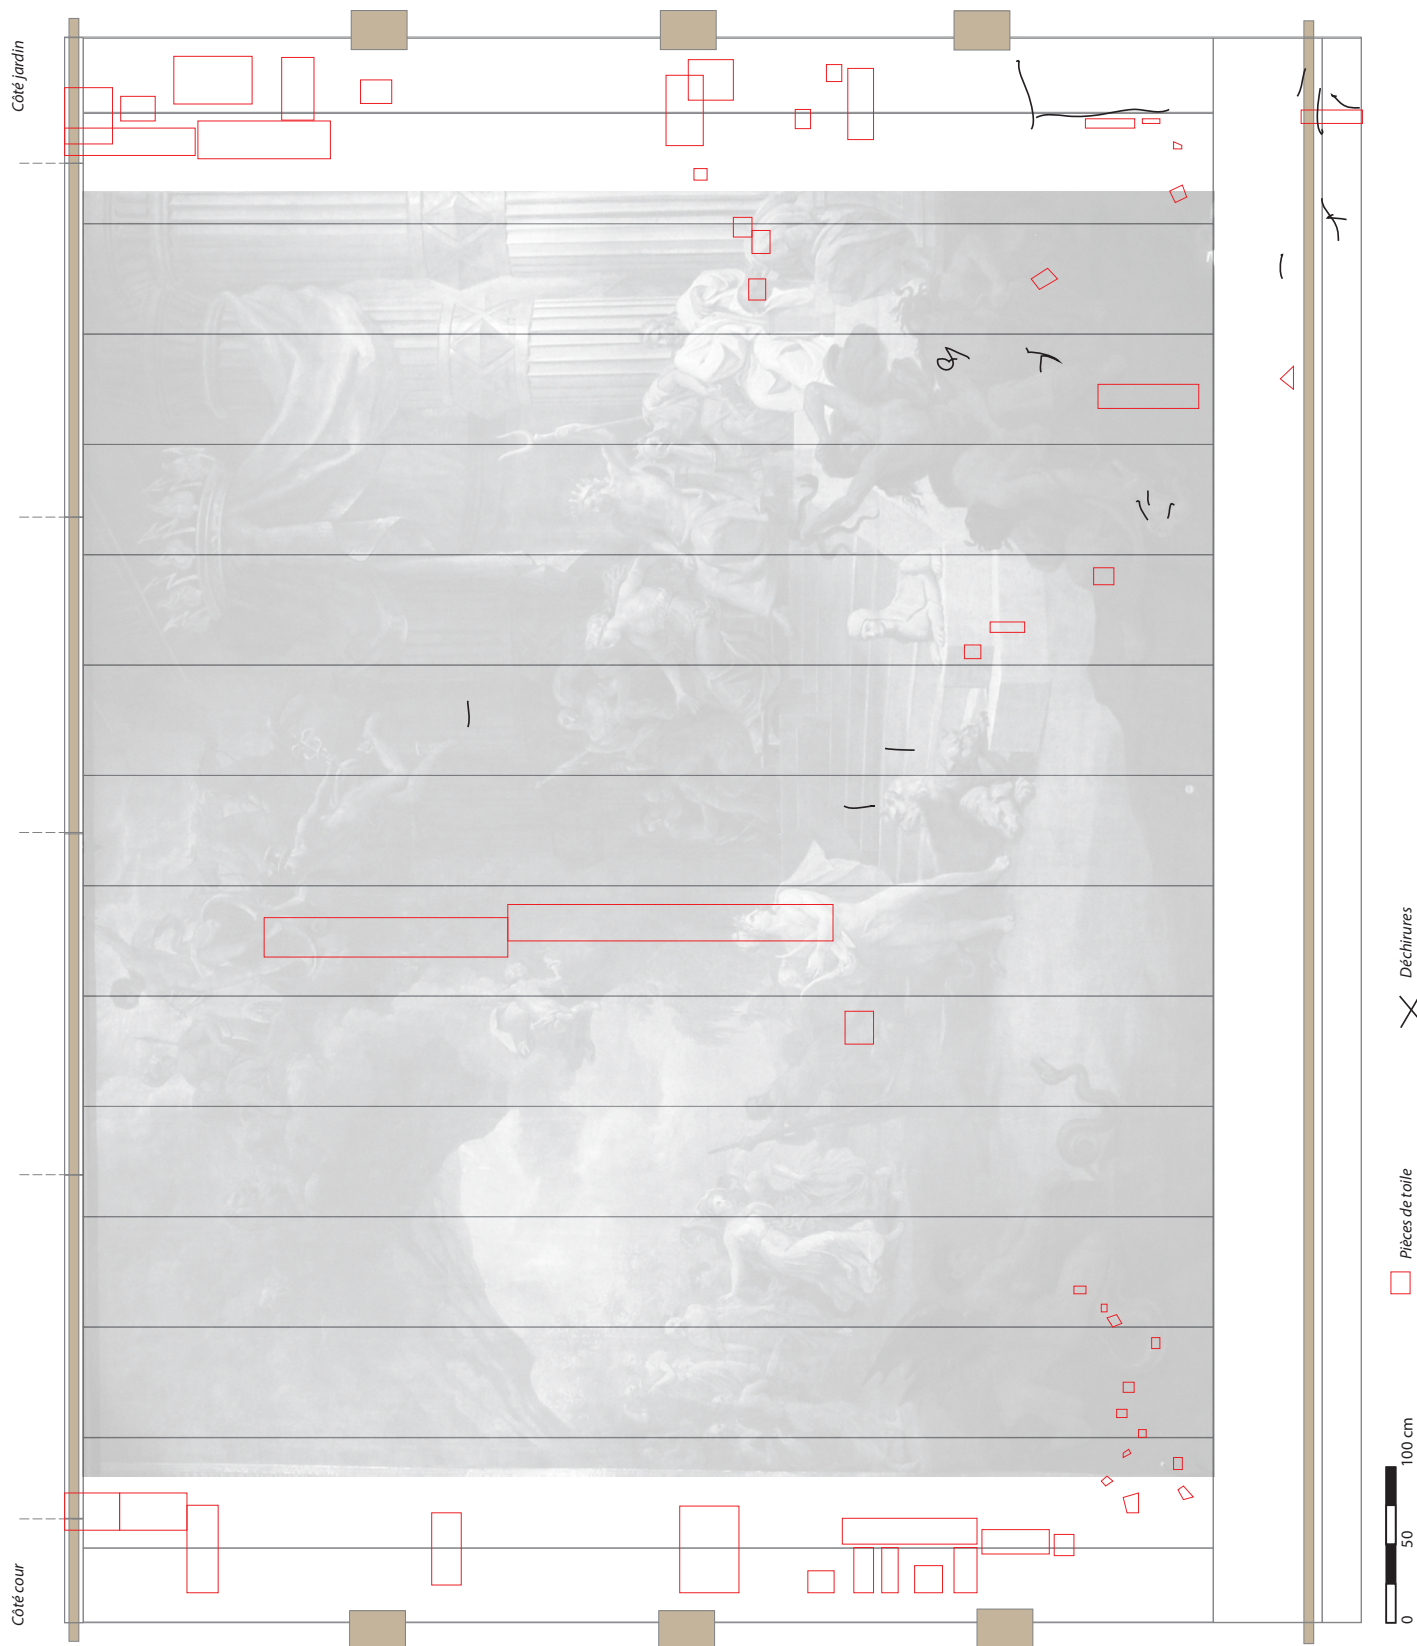 Côté jardin
Côté cour
Déchirures
Pièces de toile
0 50 100 cm